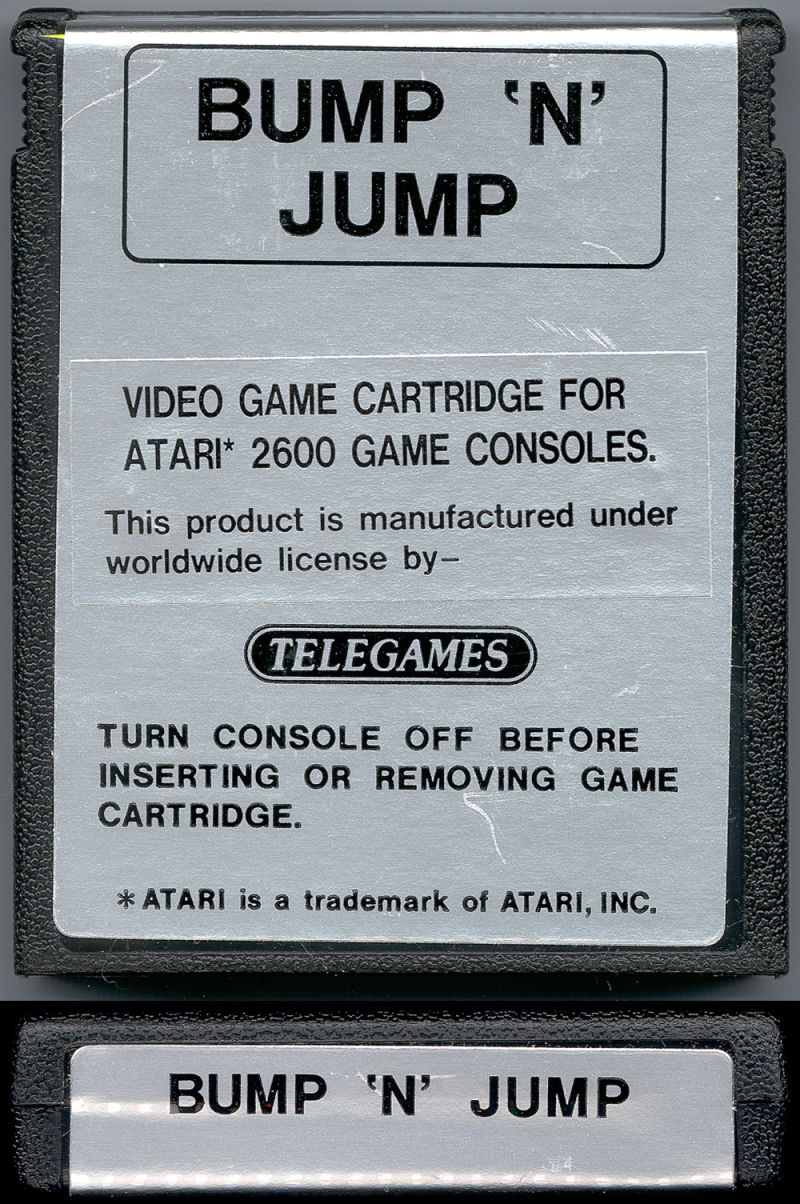 BUMP 'N'
JUMP
VIDEO GAME CARTRIDGE FOR
ATARI* 2600 GAME CONSOLES.
This product is manufactured under
worldwide license by–
TELEGAMES
TURN CONSOLE OFF BEFORE
INSERTING OR REMOVING GAME
CARTRIDGE.
* ATARI is a trademark of ATARI, INC.
BUMP 'N' JUMP